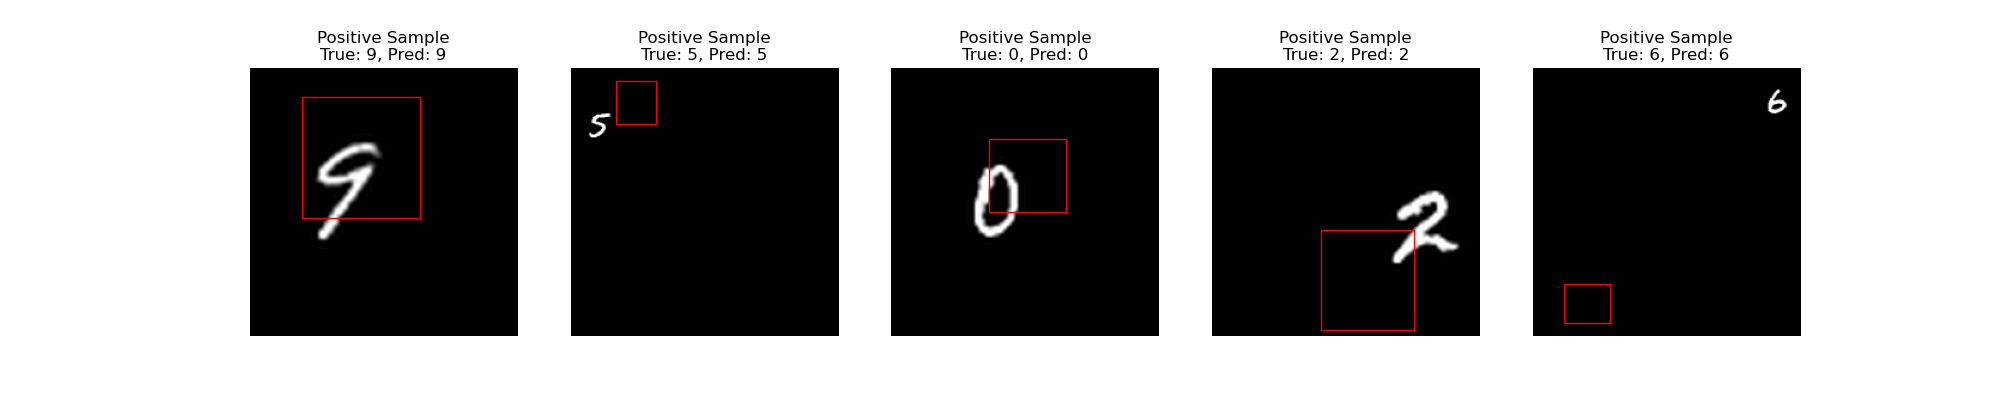 Positive Sample
True: 9, Pred: 9
9
Positive Sample
True: 5, Pred: 5
5
Positive Sample
True: 0, Pred: 0
0
Positive Sample
True: 2, Pred: 2
2
Positive Sample
True: 6, Pred: 6
6